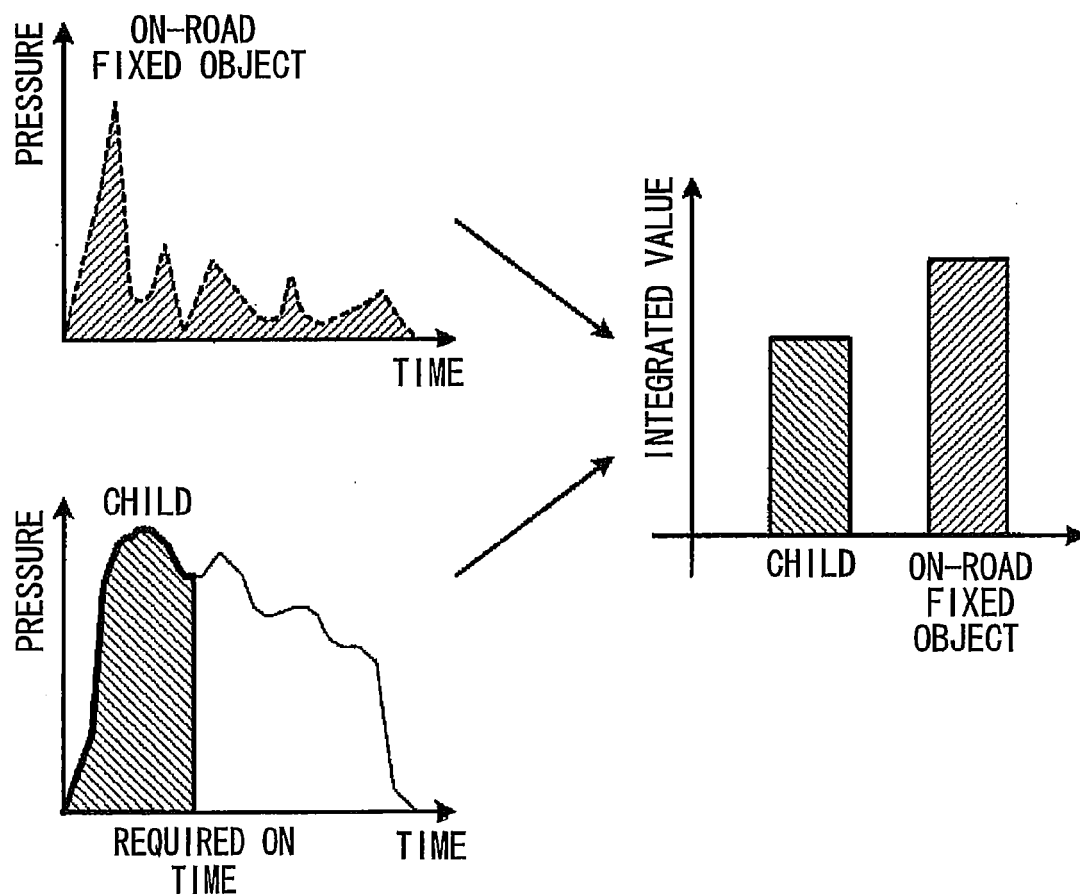 ON-ROAD
FIXED OBJECT
PRESSURE
TIME
CHILD
PRESSURE
REQUIRED ON
TIME
TIME
INTEGRATED VALUE
CHILD
ON-ROAD
FIXED
OBJECT